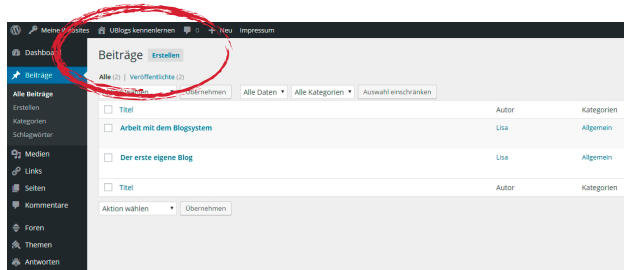 Meine Websites UBlogs kennenlernen 0 + Neu Impressum
Dashboard
Beiträge
Alle Beiträge
Erstellen
Kategorien
Schlagwörter
Medien
Links
Seiten
Kommentare
Foren
Themen
Antworten
Beiträge Erstellen
Alle (2) | Veröffentlichte (2)
Übernehmen Alle Daten Alle Kategorien Auswahl einschränken
Titel Autor Kategorien
Arbeit mit dem Blogsystem Lisa Allgemein
Der erste eigene Blog Lisa Allgemein
Titel Autor Kategorien
Aktion wählen Übernehmen